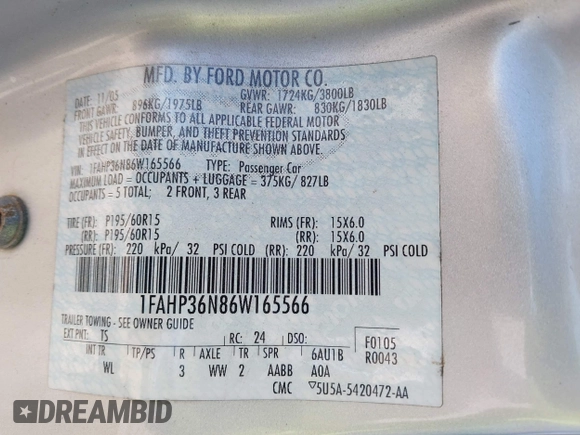 MFD. BY FORD MOTOR CO.
DATE: 11/05 GVWR: 1724KG/3800LB
FRONT GAWR: 896KG/1975LB REAR GAWR: 830KG/1830LB
THIS VEHICLE CONFORMS TO ALL APPLICABLE FEDERAL MOTOR
VEHICLE SAFETY, BUMPER, AND THEFT PREVENTION STANDARDS
IN EFFECT ON THE DATE OF MANUFACTURE SHOWN ABOVE.
VIN: 1FAHP36N86W165566 TYPE: Passenger Car
MAXIMUM LOAD = OCCUPANTS + LUGGAGE = 375KG/ 827LB
OCCUPANTS = 5 TOTAL; 2 FRONT, 3 REAR
TIRE (FR): P195/60R15 RIMS (FR): 15X6.0
(RR): P195/60R15 (RR): 15X6.0
PRESSURE (FR): 220 kPa/ 32 PSI COLD (RR): 220 kPa/ 32 PSI COLD
1FAHP36N86W165566
TRAILER TOWING - SEE OWNER GUIDE
EXT PNT: TS RC: 24 DSO: F0105
INT TR TP/PS R AXLE TR SPR 6AU1B R0043
WL 3 WW 2 AABB A0A
CMC ▽5U5A-5420472-AA
DREAMBID